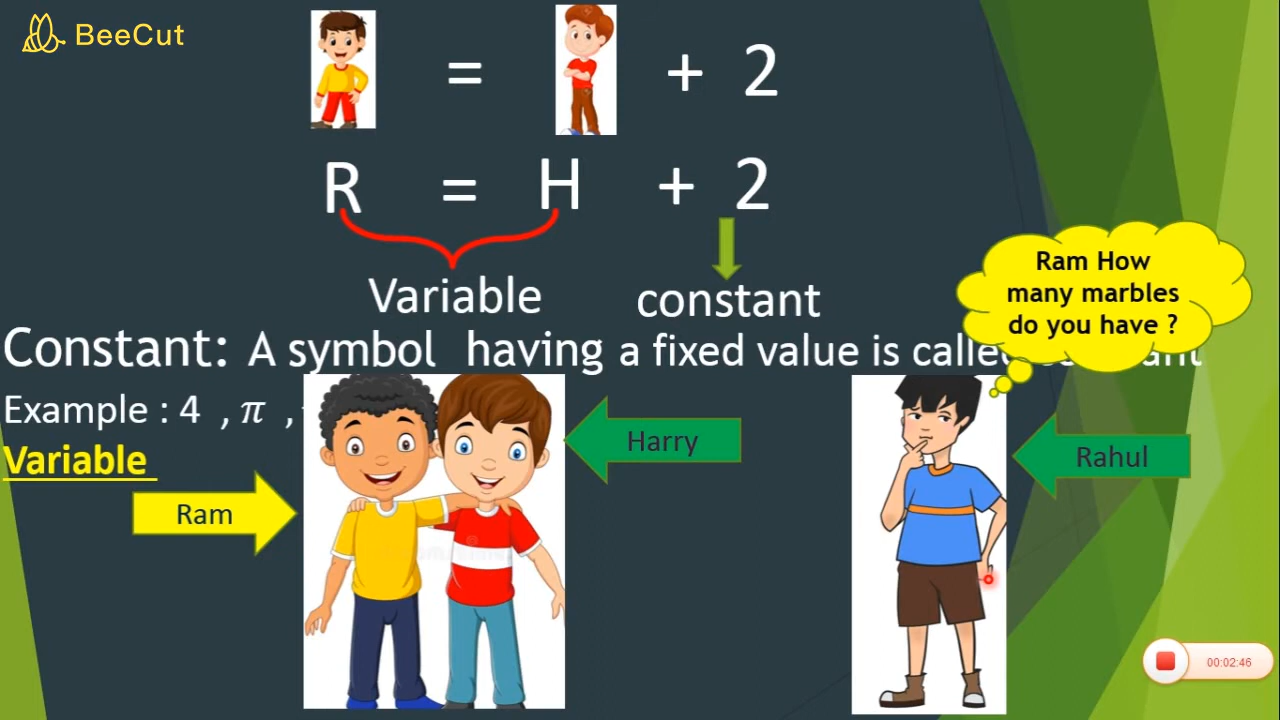 BeeCut
= + 2
R = H + 2
Variable constant
Constant: A symbol having a fixed value is called
Example : 4 , π ,
Variable
Ram
Harry
Ram How
many marbles
do you have ?
Rahul
00:02:46